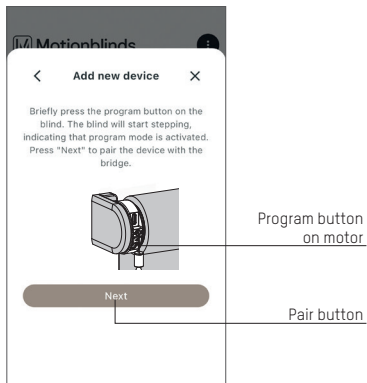 Motionblinds
Add new device
Briefly press the program button on the
blind. The blind will start stepping,
indicating that program mode is activated.
Press "Next" to pair the device with the
bridge.
Program button
on motor
Next
Pair button